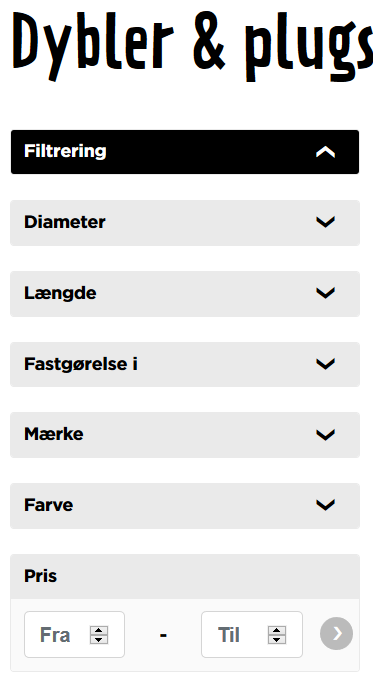 Dybler & plugs
Filtrering
Diameter
Længde
Fastgørelse i
Mærke
Farve
Pris
Fra - Til